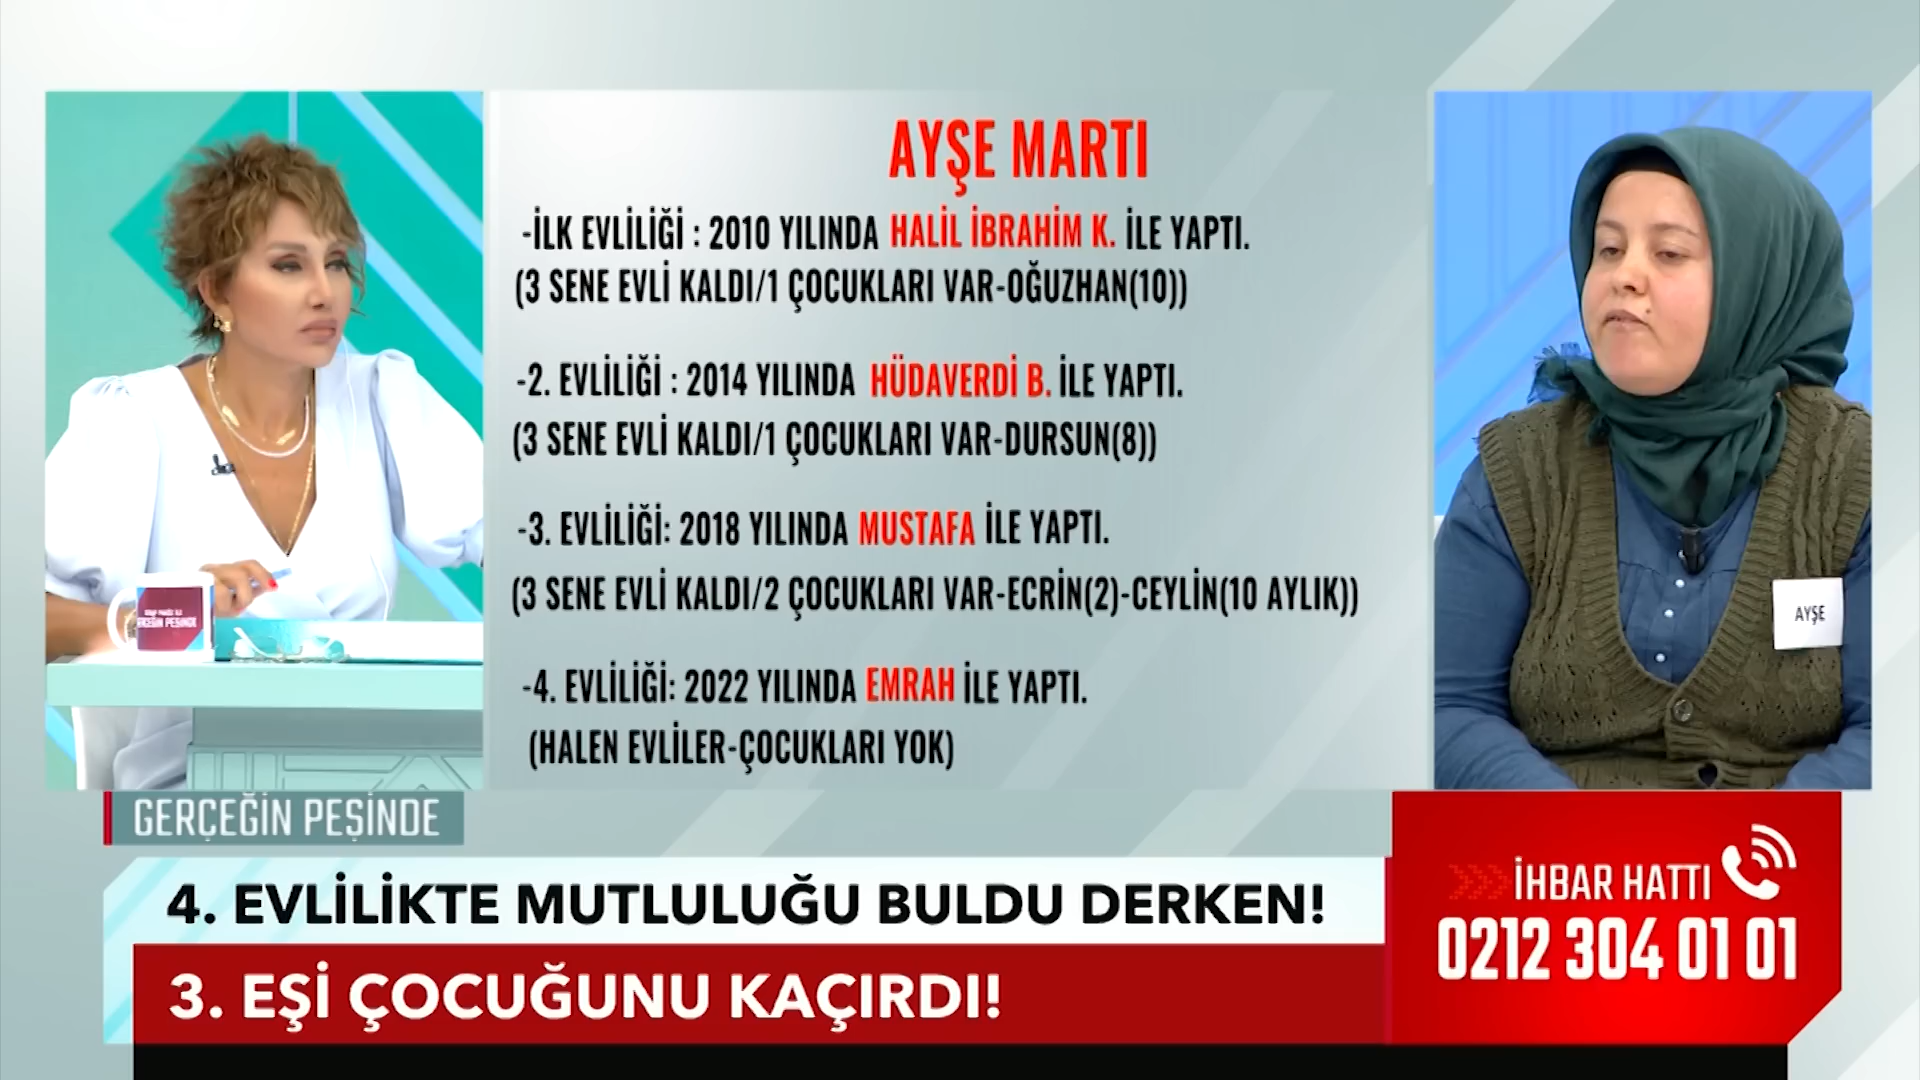 AYŞE MARTI
-İLK EVLİLİĞİ : 2010 YILINDA HALİL İBRAHİM K. İLE YAPTI.
(3 SENE EVLİ KALDI/1 ÇOCUKLARI VAR-OĞUZHAN(10))
-2. EVLİLİĞİ : 2014 YILINDA HÜDAVERDİ B. İLE YAPTI.
(3 SENE EVLİ KALDI/1 ÇOCUKLARI VAR-DURSUN(8))
-3. EVLİLİĞİ: 2018 YILINDA MUSTAFA İLE YAPTI.
(3 SENE EVLİ KALDI/2 ÇOCUKLARI VAR-ECRİN(2)-CEYLİN(10 AYLIK))
-4. EVLİLİĞİ: 2022 YILINDA EMRAH İLE YAPTI.
(HALEN EVLİLER-ÇOCUKLARI YOK)
AYŞE
GERÇEĞİN PEŞİNDE
4. EVLİLİKTE MUTLULUĞU BULDU DERKEN!
3. EŞİ ÇOCUĞUNU KAÇIRDI!
İHBAR HATTI
0212 304 01 01